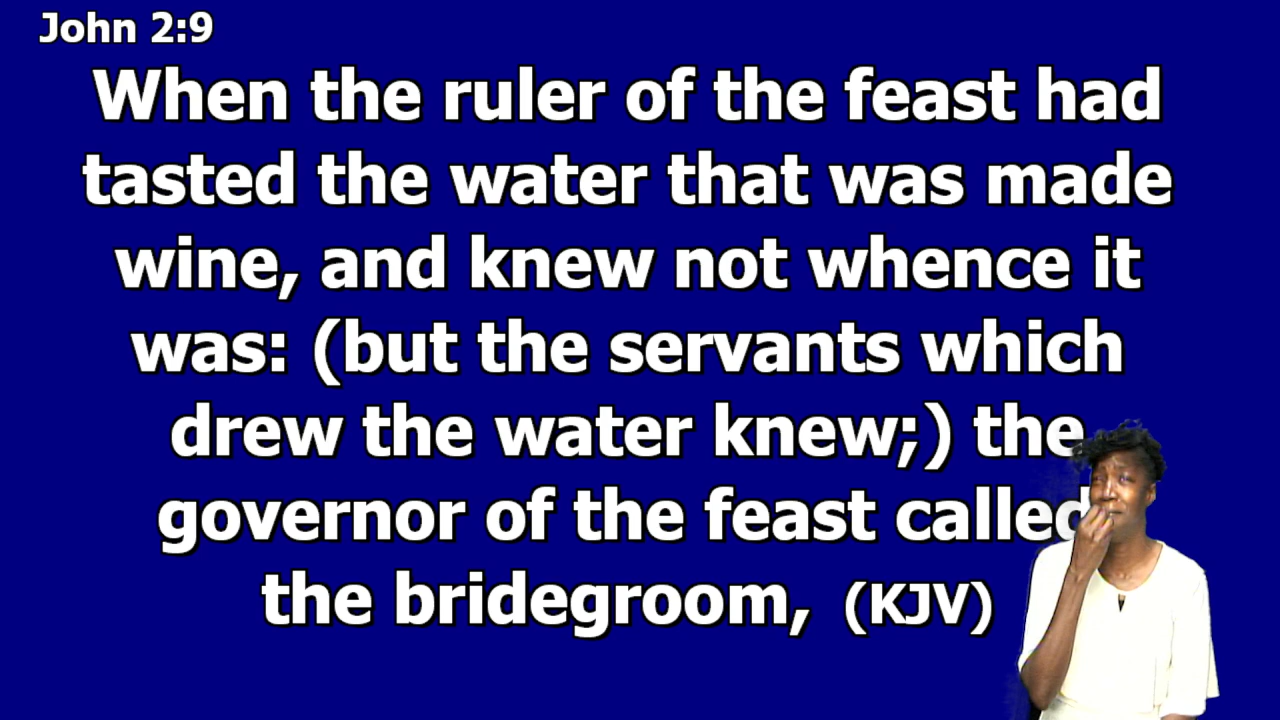 John 2:9
When the ruler of the feast had
tasted the water that was made
wine, and knew not whence it
was: (but the servants which
drew the water knew;) the
governor of the feast called
the bridegroom, (KJV)